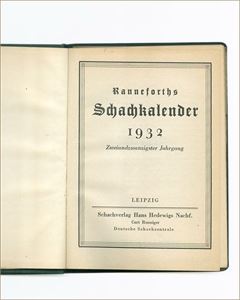 Ranneforths
Schachkalender
1932
Zweiundzwanzigster Jahrgang
LEIPZIG
Schachverlag Hans Hedewigs Nachf.
Curt Ronniger
Deutsche Schachzentrale